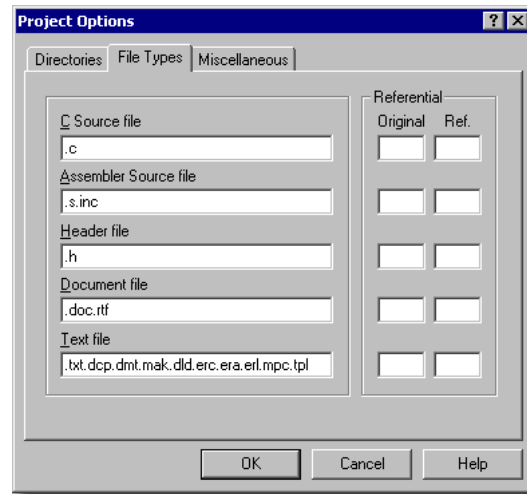 Project Options
Directories File Types Miscellaneous
Referential
C Source file Original Ref.
.c
Assembler Source file
.s.inc
Header file
.h
Document file
.doc.rtf
Text file
.txt.dcp.dmt.mak.dld.erc.era.erl.mpc.tpl
OK Cancel Help